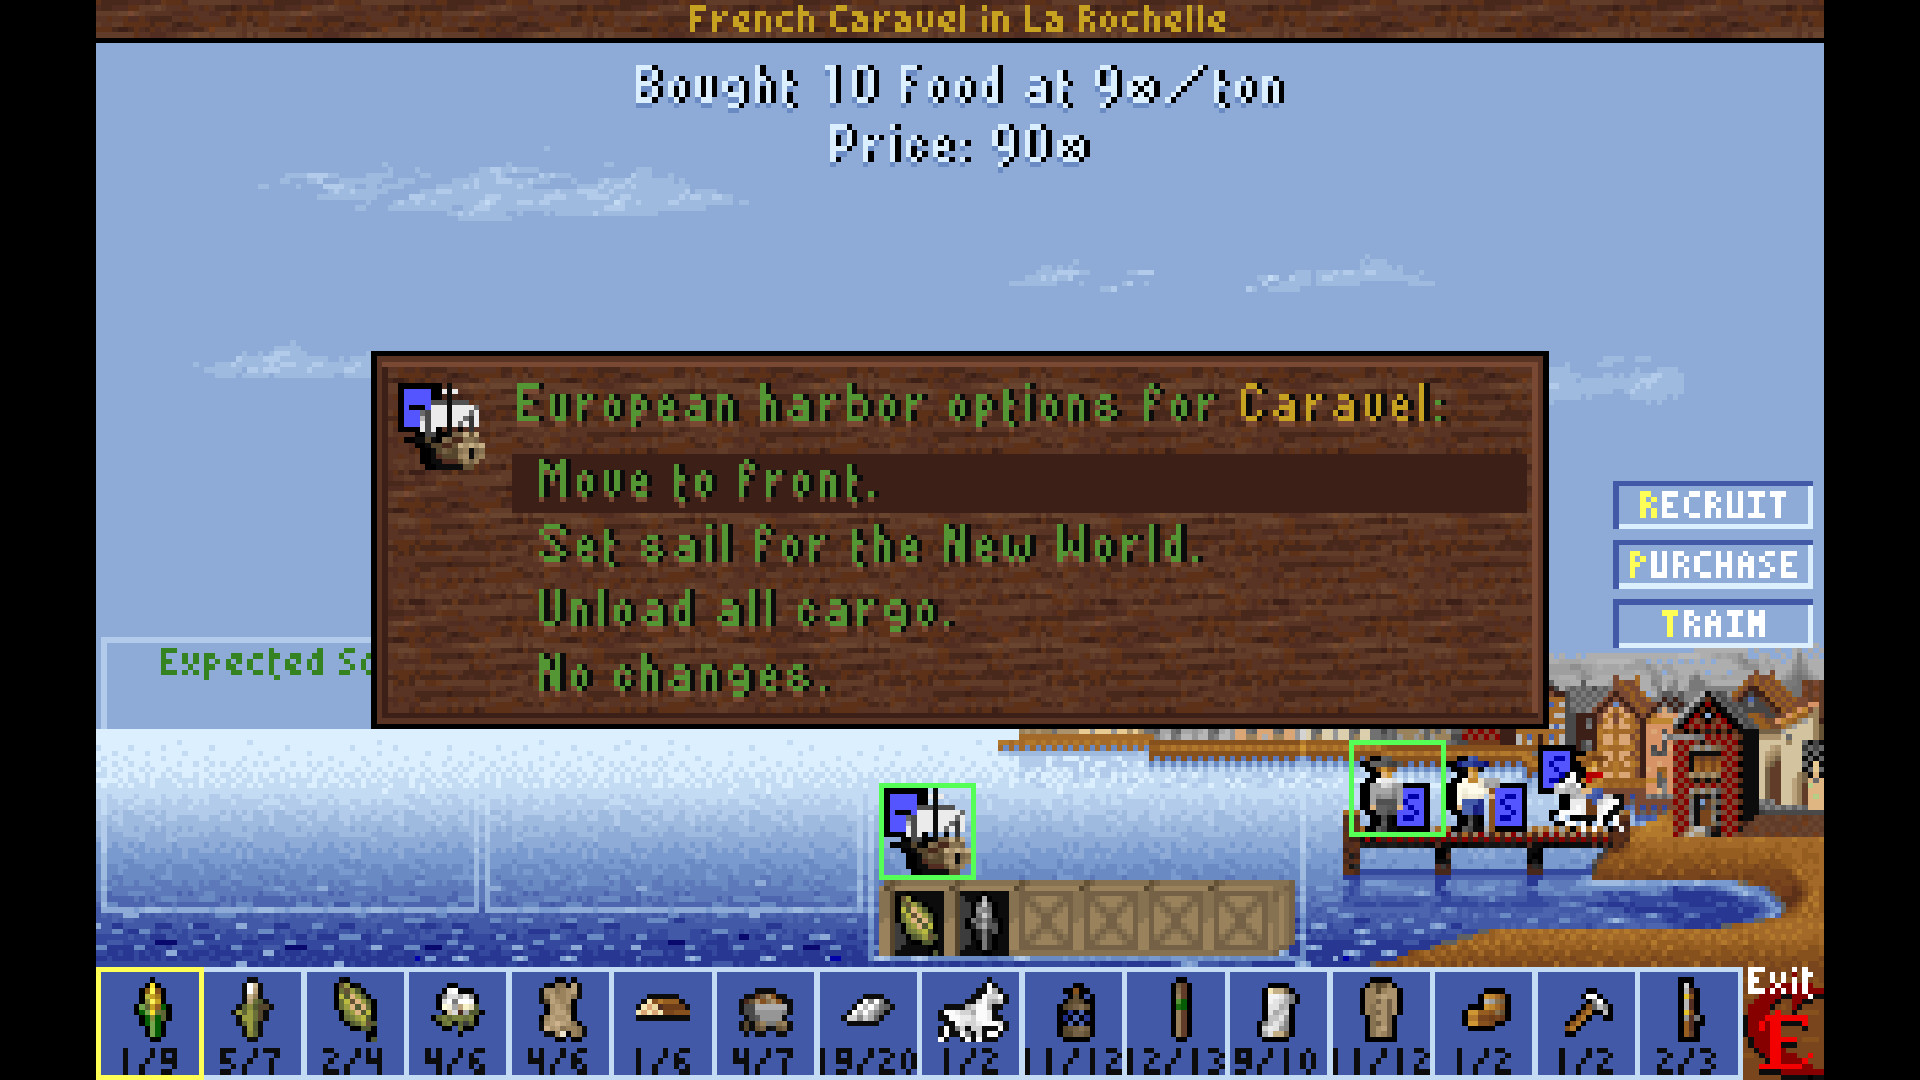 French Caravel in La Rochelle
Bought 10 Food at 9¤/ton
Price: 90¤
European harbor options for Caravel:
Move to front.
Set sail for the New World.
Unload all cargo.
No changes.
RECRUIT
PURCHASE
TRAIN
Expected So
S S S
Exit
E
1/9 5/7 2/4 4/6 4/6 1/6 4/7 19/20 1/2 11/12 12/13 9/10 11/12 1/2 1/2 2/3